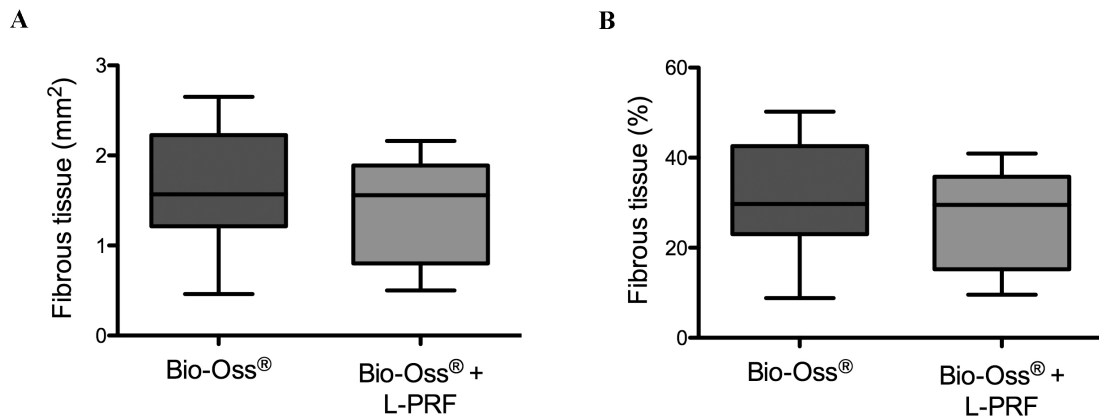 A
Fibrous tissue (mm²)
3
2
1
0
Bio-Oss®
Bio-Oss® +
L-PRF
B
Fibrous tissue (%)
60
40
20
0
Bio-Oss®
Bio-Oss® +
L-PRF